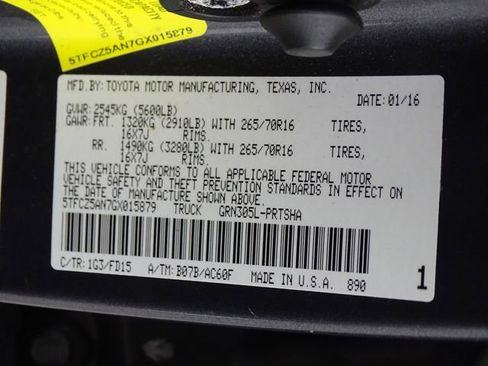 5TFCZ5AN7GX015879
MFD.BY: TOYOTA MOTOR MANUFACTURING, TEXAS, INC.
DATE: 01/16
GVWR: 2545KG (5600LB)
GAWR: FRT. 1320KG (2910LB) WITH 265/70R16 TIRES,
16X7J RIMS.
RR. 1490KG (3280LB) WITH 265/70R16 TIRES,
16X7J RIMS.
THIS VEHICLE CONFORMS TO ALL APPLICABLE FEDERAL MOTOR
VEHICLE SAFETY AND THEFT PREVENTION STANDARDS IN EFFECT ON
THE DATE OF MANUFACTURE SHOWN ABOVE.
5TFCZ5AN7GX015879 TRUCK GRN305L-PRTSHA
C/TR: 1G3/FD15 A/TM: B07B/AC60F MADE IN U.S.A. 890
1